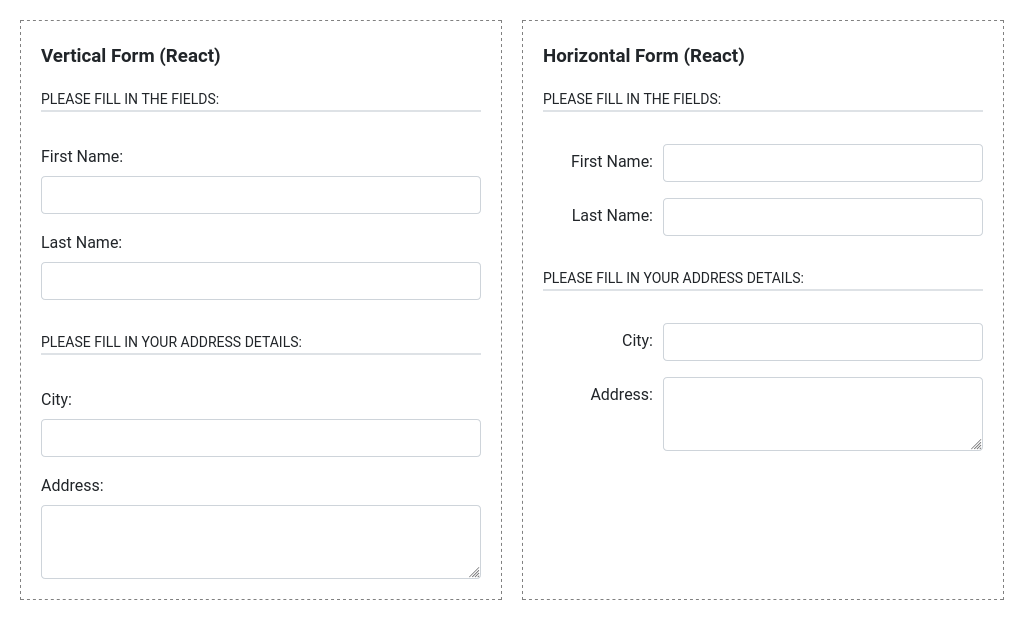 Vertical Form (React)
PLEASE FILL IN THE FIELDS:
First Name:
Last Name:
PLEASE FILL IN YOUR ADDRESS DETAILS:
City:
Address:
Horizontal Form (React)
PLEASE FILL IN THE FIELDS:
First Name:
Last Name:
PLEASE FILL IN YOUR ADDRESS DETAILS:
City:
Address: